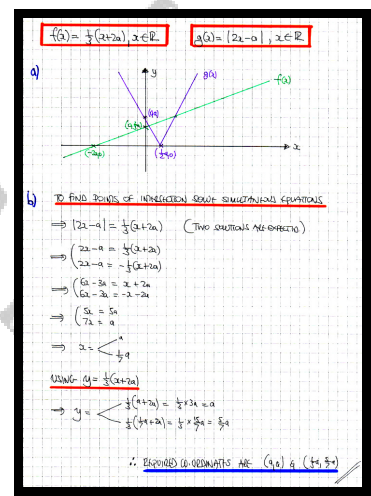 f(x) = 1/3(x+2a), x∈ℝ
g(x) = |2x-a|, x∈ℝ
a)
y
g(x)
f(x)
(0,a)
(0,2/3a)
(-2a,0)
(1/2a,0)
x
b) TO FIND POINTS OF INTERSECTION SOLVE SIMULTANEOUS EQUATIONS
⇒ |2x-a| = 1/3(x+2a) (TWO SOLUTIONS ARE EXPECTED)
⇒ ( 2x-a = 1/3(x+2a)
2x-a = -1/3(x+2a)
⇒ ( 6x-3a = x+2a
6x-3a = -x-2a
⇒ ( 5x = 5a
7x = a
⇒ x = < a
1/7a
USING y = 1/3(x+2a)
⇒ y = < 1/3(a+2a) = 1/3×3a = a
1/3(1/7a+2a) = 1/3×15/7a = 5/7a
∴ REQUIRED CO-ORDINATES ARE (a,a) & (1/7a, 5/7a)